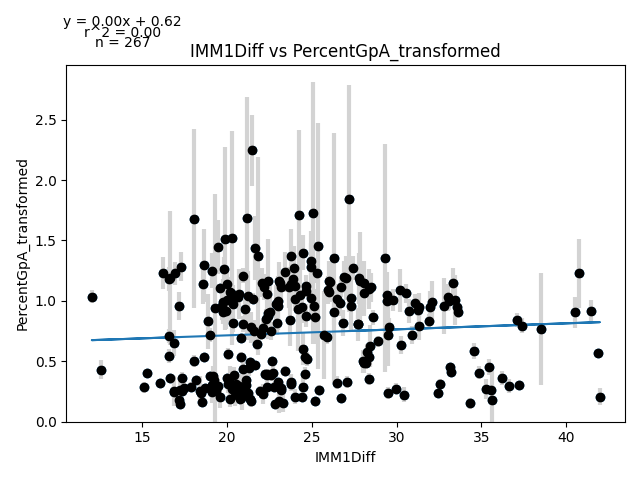 y = 0.00x + 0.62
r^2 = 0.00
n = 267
IMM1Diff vs PercentGpA_transformed
PercentGpA_transformed
2.5
2.0
1.5
1.0
0.5
0.0
15 20 25 30 35 40
IMM1Diff